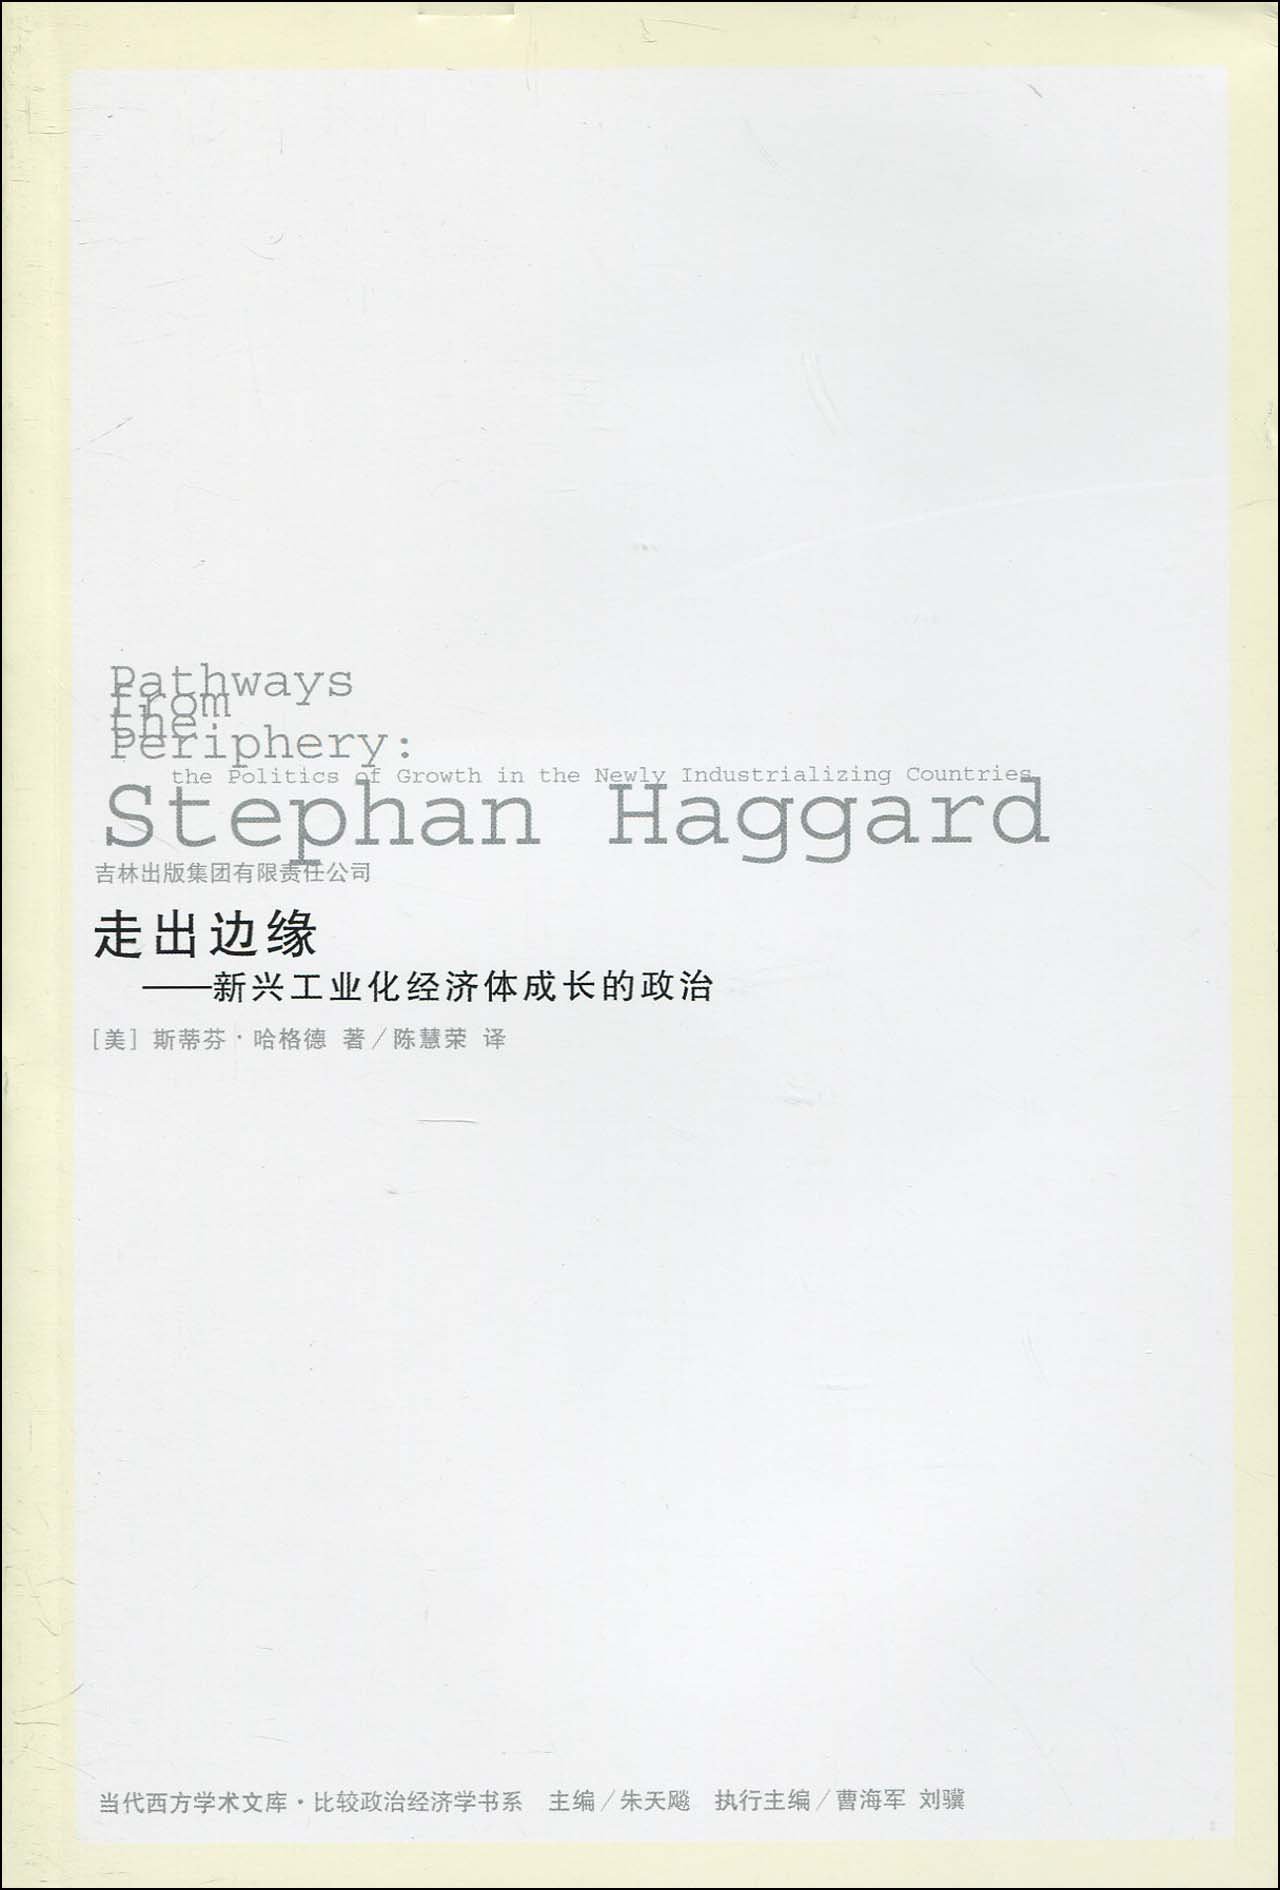 Pathways
from
the
Periphery:
the Politics of Growth in the Newly Industrializing Countries
Stephan Haggard
吉林出版集团有限责任公司
走出边缘
——新兴工业化经济体成长的政治
[美] 斯蒂芬·哈格德 著/陈慧荣 译
当代西方学术文库·比较政治经济学书系 主编/朱天飚 执行主编/曹海军 刘骥